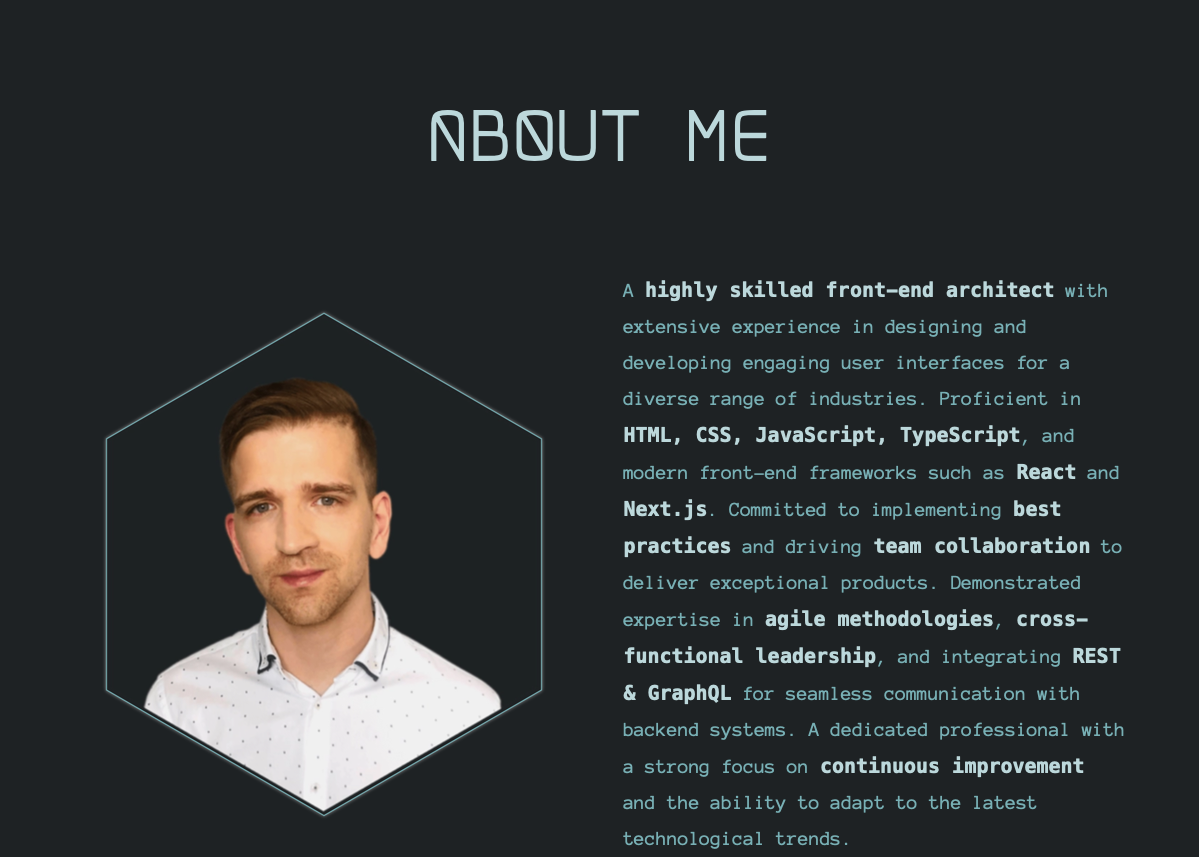 ABOUT ME
A highly skilled front-end architect with
extensive experience in designing and
developing engaging user interfaces for a
diverse range of industries. Proficient in
HTML, CSS, JavaScript, TypeScript, and
modern front-end frameworks such as React and
Next.js. Committed to implementing best
practices and driving team collaboration to
deliver exceptional products. Demonstrated
expertise in agile methodologies, cross-
functional leadership, and integrating REST
& GraphQL for seamless communication with
backend systems. A dedicated professional with
a strong focus on continuous improvement
and the ability to adapt to the latest
technological trends.